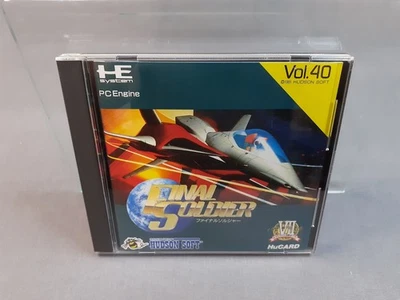 HE
system
PC Engine
Vol.40
HUDSON SOFT
FINAL
SOLDIER
ファイナルソルジャー
HUDSON SOFT
VII
HuCARD